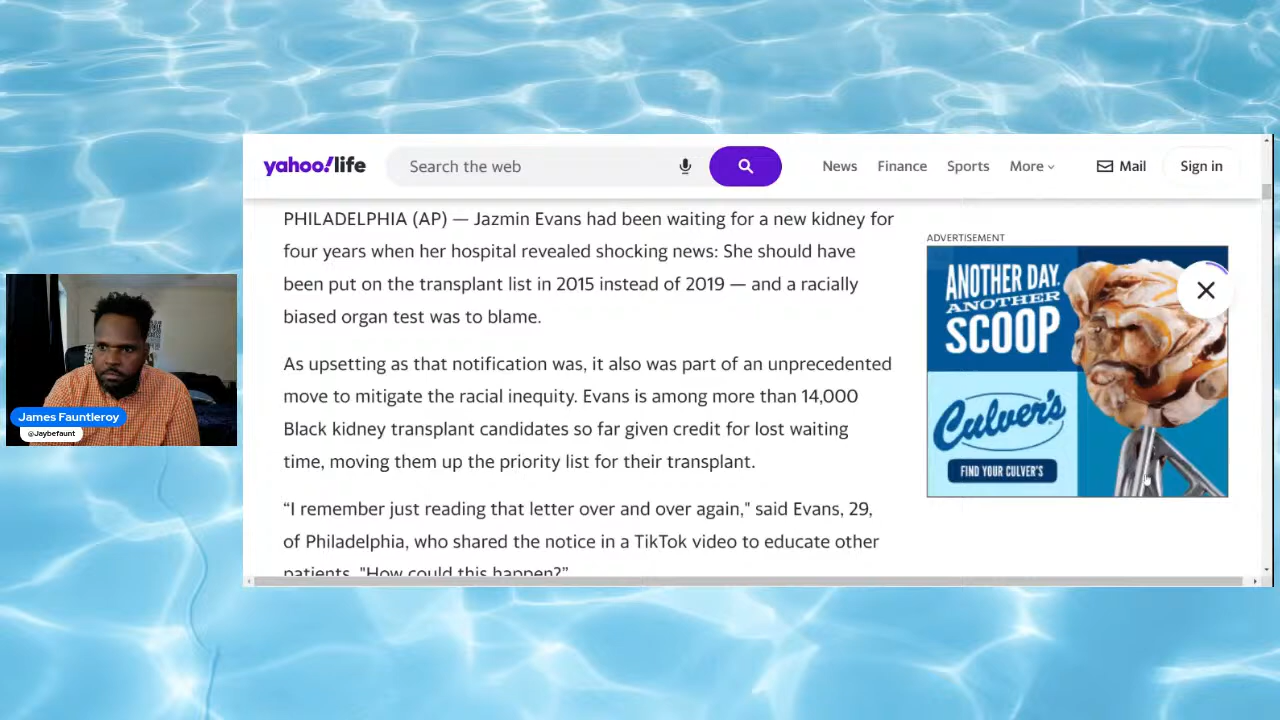 yahoo!life
Search the web
News Finance Sports More Mail Sign in
PHILADELPHIA (AP) — Jazmin Evans had been waiting for a new kidney for
four years when her hospital revealed shocking news: She should have
been put on the transplant list in 2015 instead of 2019 — and a racially
biased organ test was to blame.
As upsetting as that notification was, it also was part of an unprecedented
move to mitigate the racial inequity. Evans is among more than 14,000
Black kidney transplant candidates so far given credit for lost waiting
time, moving them up the priority list for their transplant.
“I remember just reading that letter over and over again," said Evans, 29,
of Philadelphia, who shared the notice in a TikTok video to educate other
patients. "How could this happen?”
ADVERTISEMENT
ANOTHER DAY.
ANOTHER
SCOOP
Culver's
FIND YOUR CULVER'S
James Fauntleroy
@Jaybefaunt